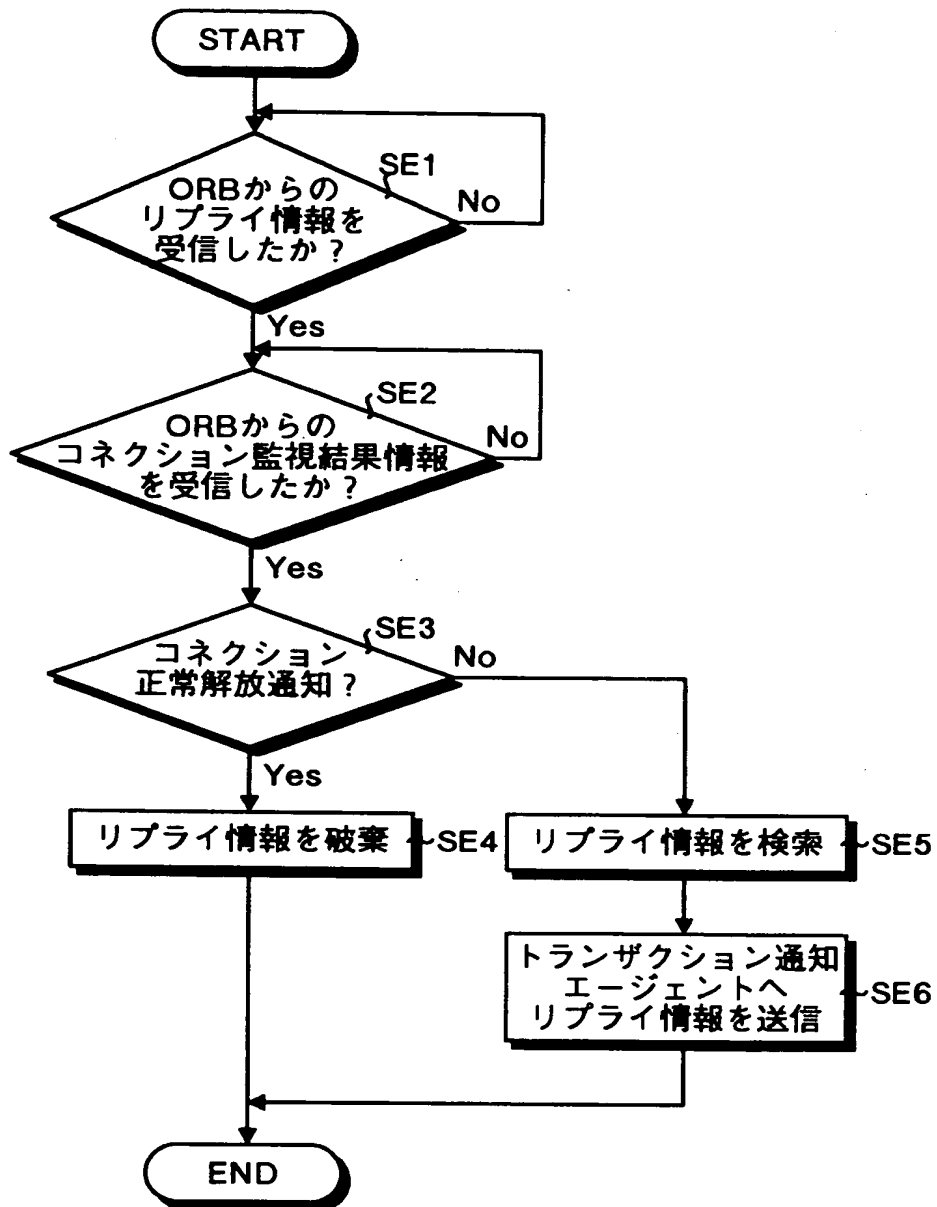 START
SE1
ORBからの
リプライ情報を
受信したか？
No
Yes
SE2
ORBからの
コネクション監視結果情報
を受信したか？
No
Yes
SE3
コネクション
正常解放通知？
No
Yes
リプライ情報を破棄
SE4
リプライ情報を検索
SE5
トランザクション通知
エージェントへ
リプライ情報を送信
SE6
END